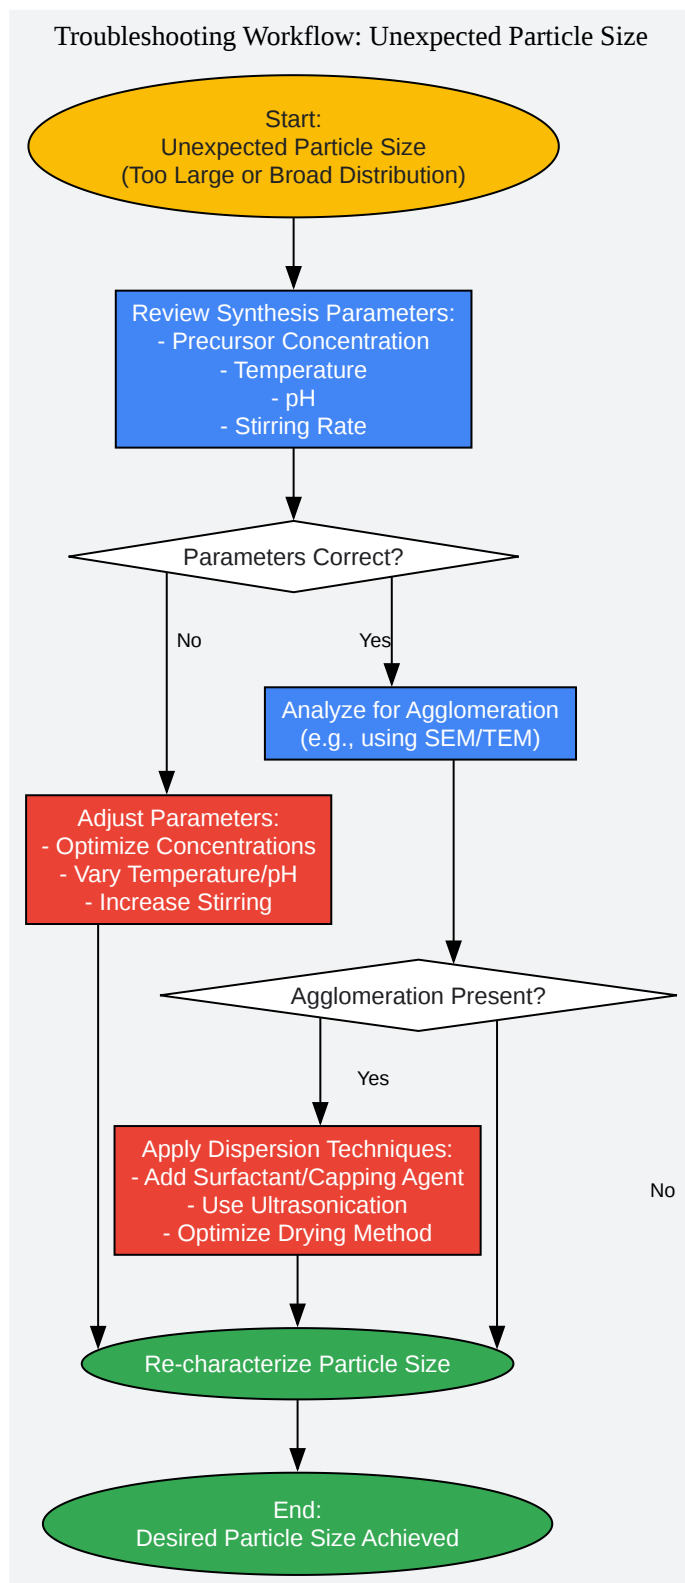 Troubleshooting Workflow: Unexpected Particle Size
Start:
Unexpected Particle Size
(Too Large or Broad Distribution)
Review Synthesis Parameters:
- Precursor Concentration
- Temperature
- pH
- Stirring Rate
Parameters Correct?
No
Yes
Analyze for Agglomeration
(e.g., using SEM/TEM)
Adjust Parameters:
- Optimize Concentrations
- Vary Temperature/pH
- Increase Stirring
Agglomeration Present?
Yes
Apply Dispersion Techniques:
- Add Surfactant/Capping Agent
- Use Ultrasonication
- Optimize Drying Method
No
Re-characterize Particle Size
End:
Desired Particle Size Achieved